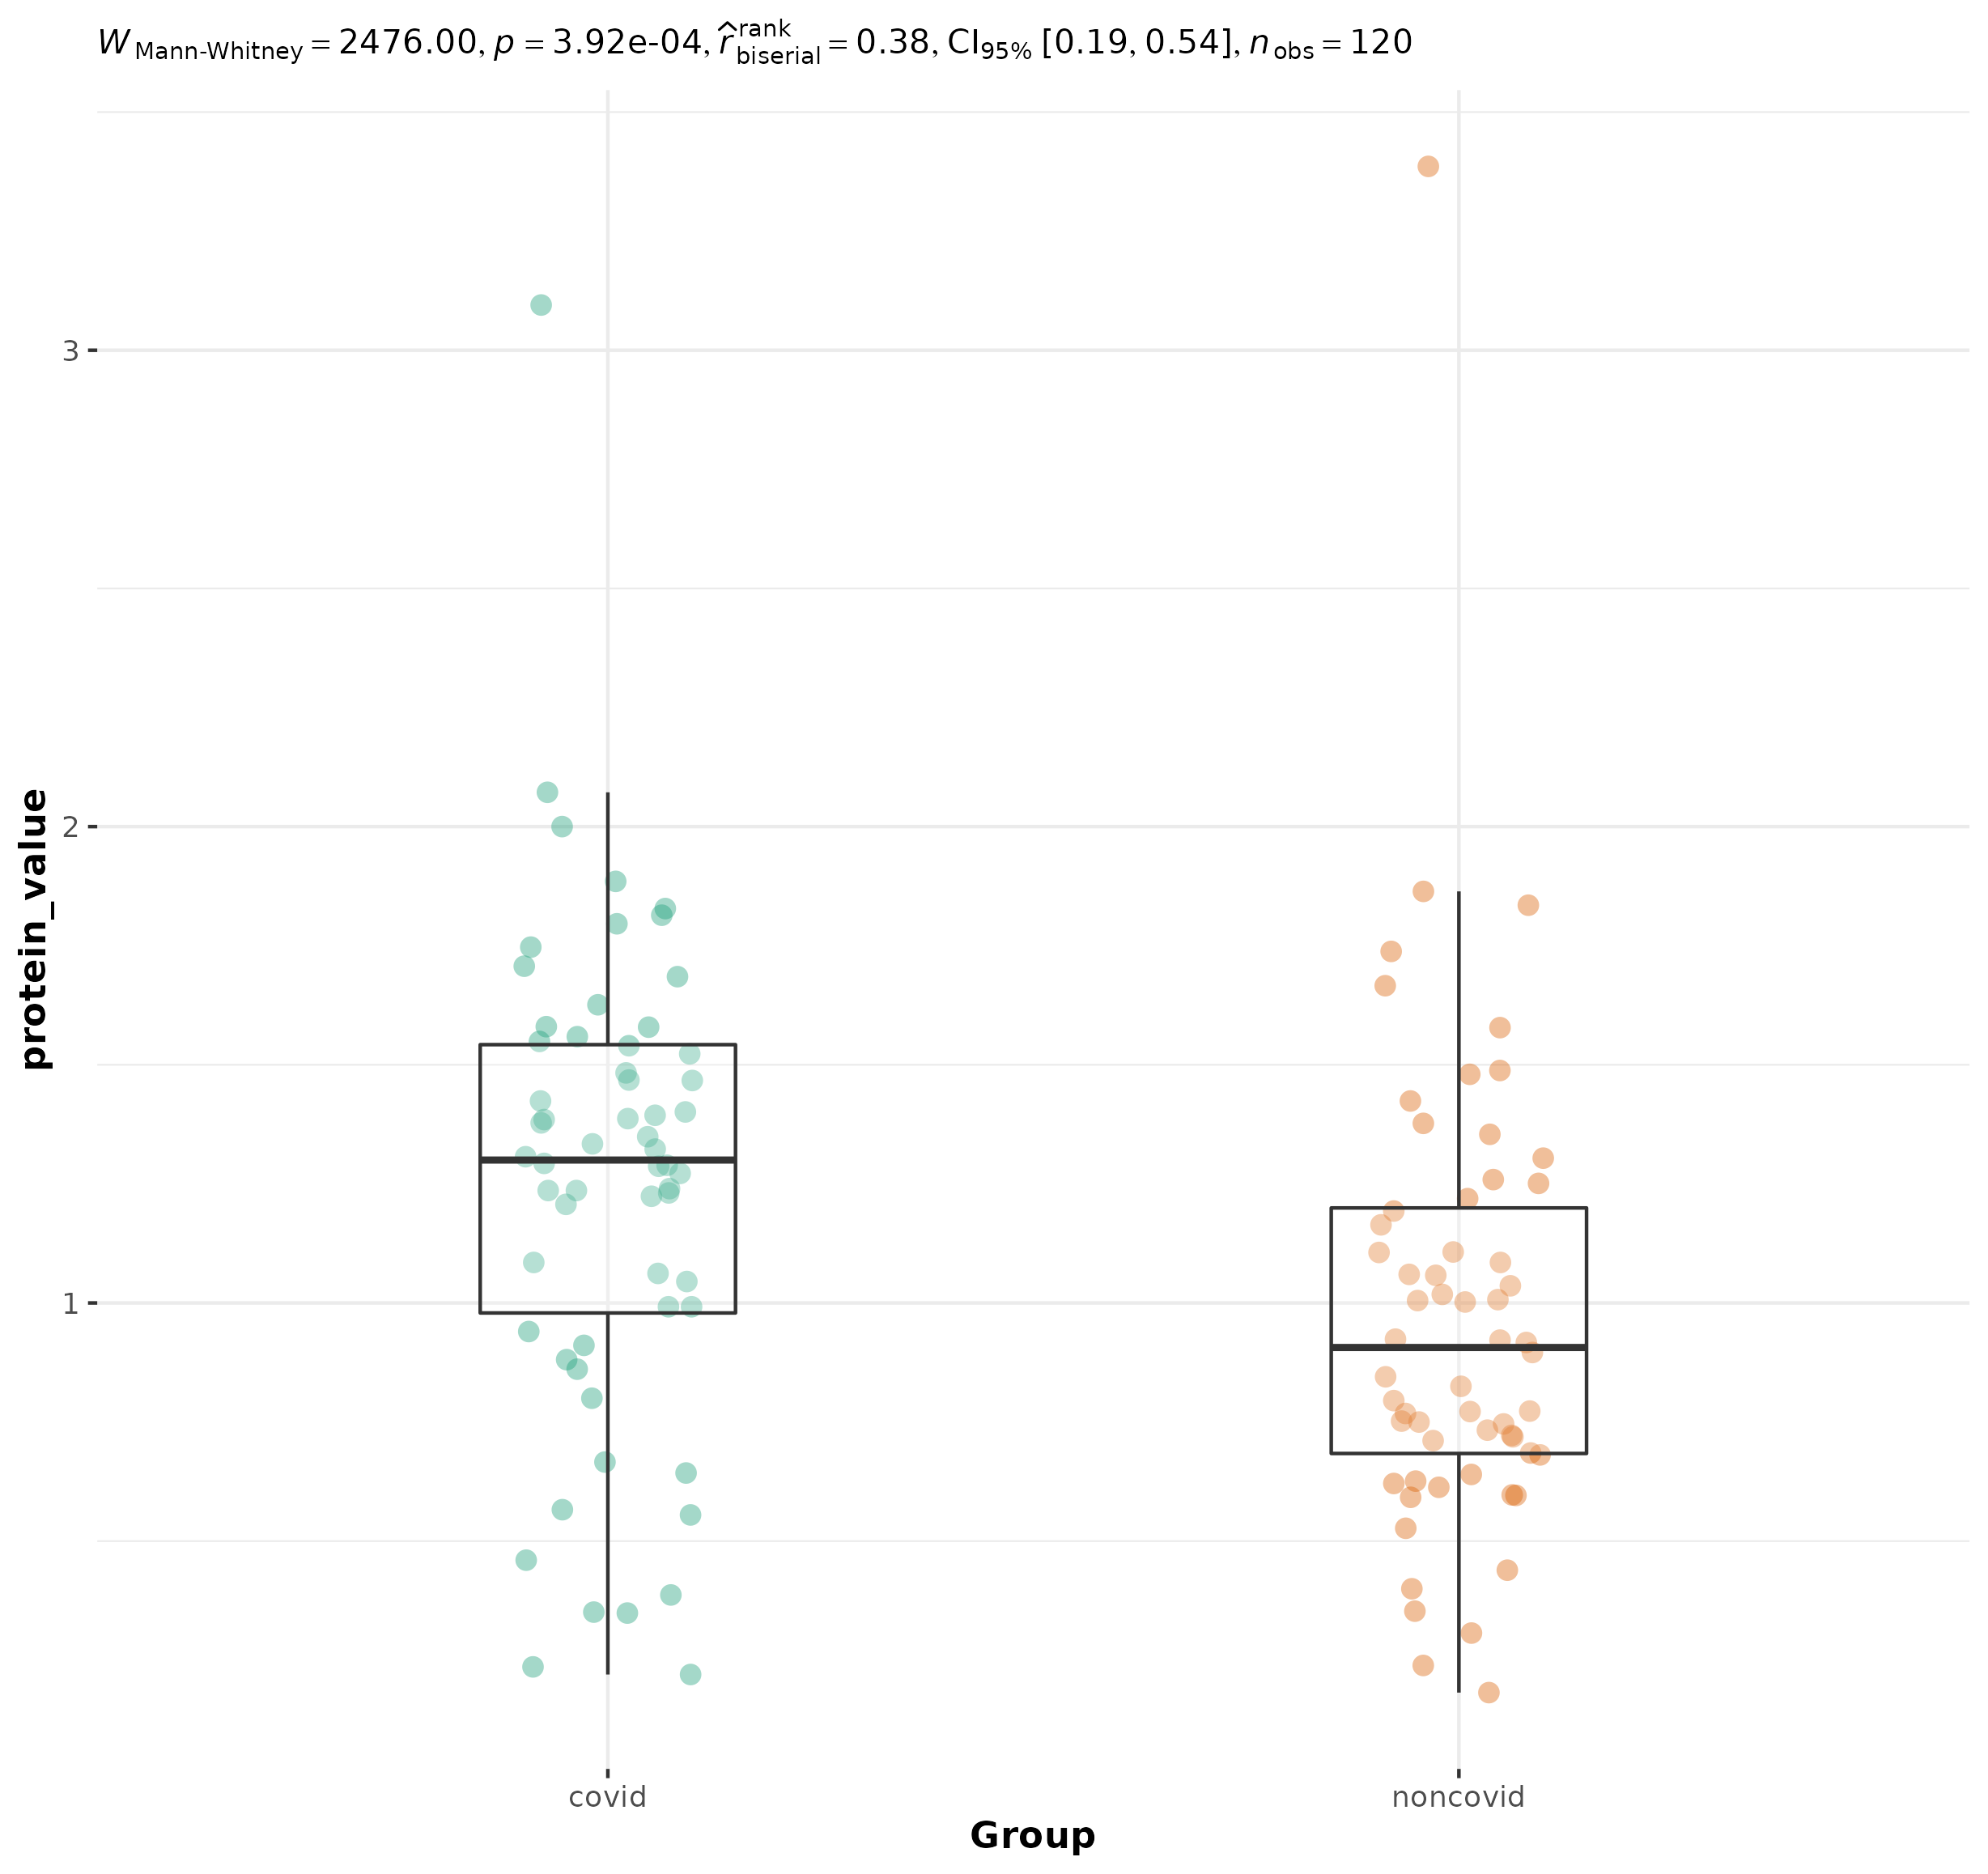 W Mann-Whitney = 2476.00, p = 3.92e-04, r̂ rank biserial = 0.38, CI95% [0.19, 0.54], nobs = 120
protein_value
3
2
1
covid
noncovid
Group